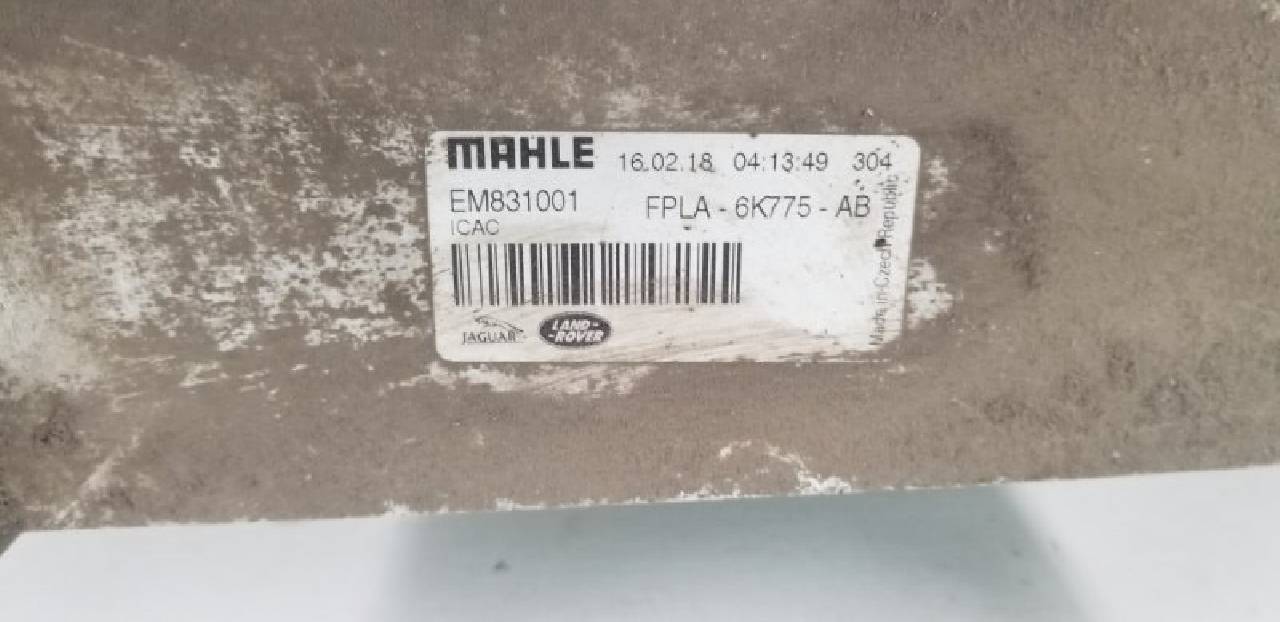 MAHLE 16.02.18 04:13:49 304
EM831001 FPLA - 6K775 - AB
ICAC
Made in Czech Republic
JAGUAR LAND-
-ROVER